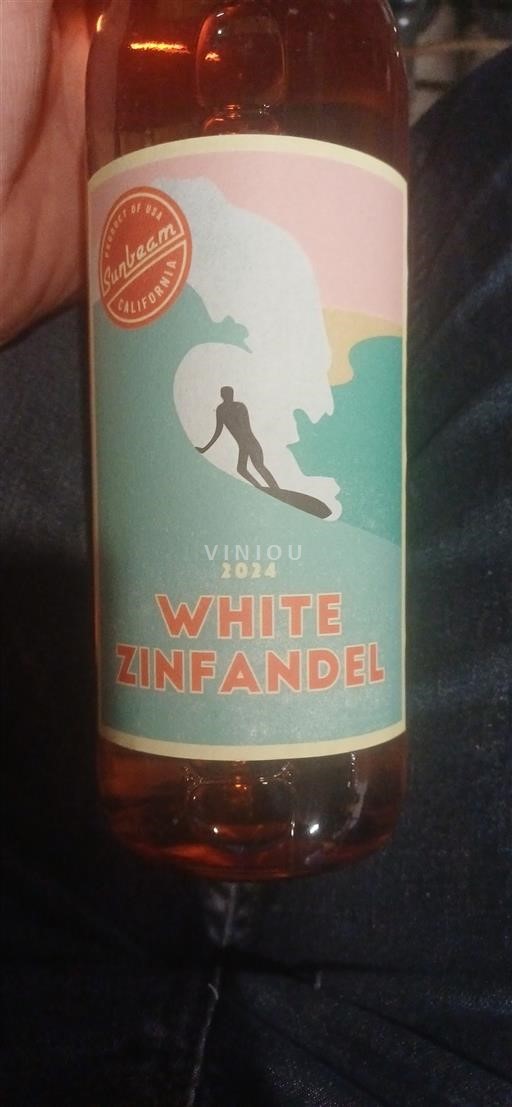 PRODUCT OF USA
Sunbeam
CALIFORNIA
VINIOU
2024
WHITE
ZINFANDEL